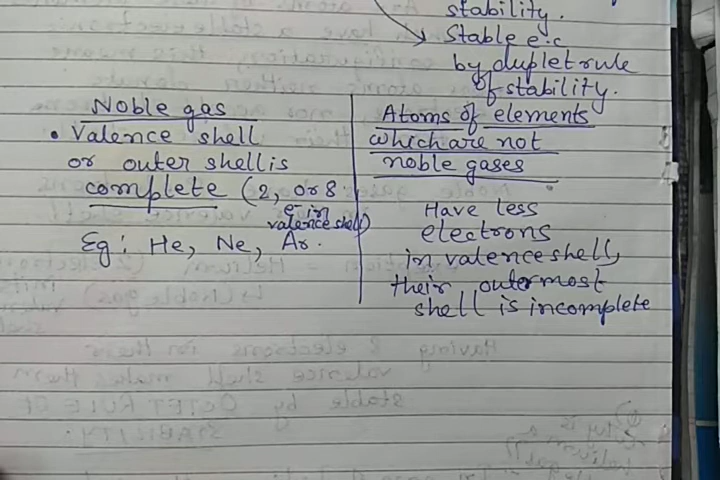 stability.
Stable e.c
by duplet rule
of stability.
Noble gas
• Valence shell
or outer shell is
complete (2, or 8
e- in
valence shell)
Eg: He, Ne, Ar.
Atoms of elements
which are not
noble gases
Have less
electrons
in valence shell,
their outermost
shell is incomplete